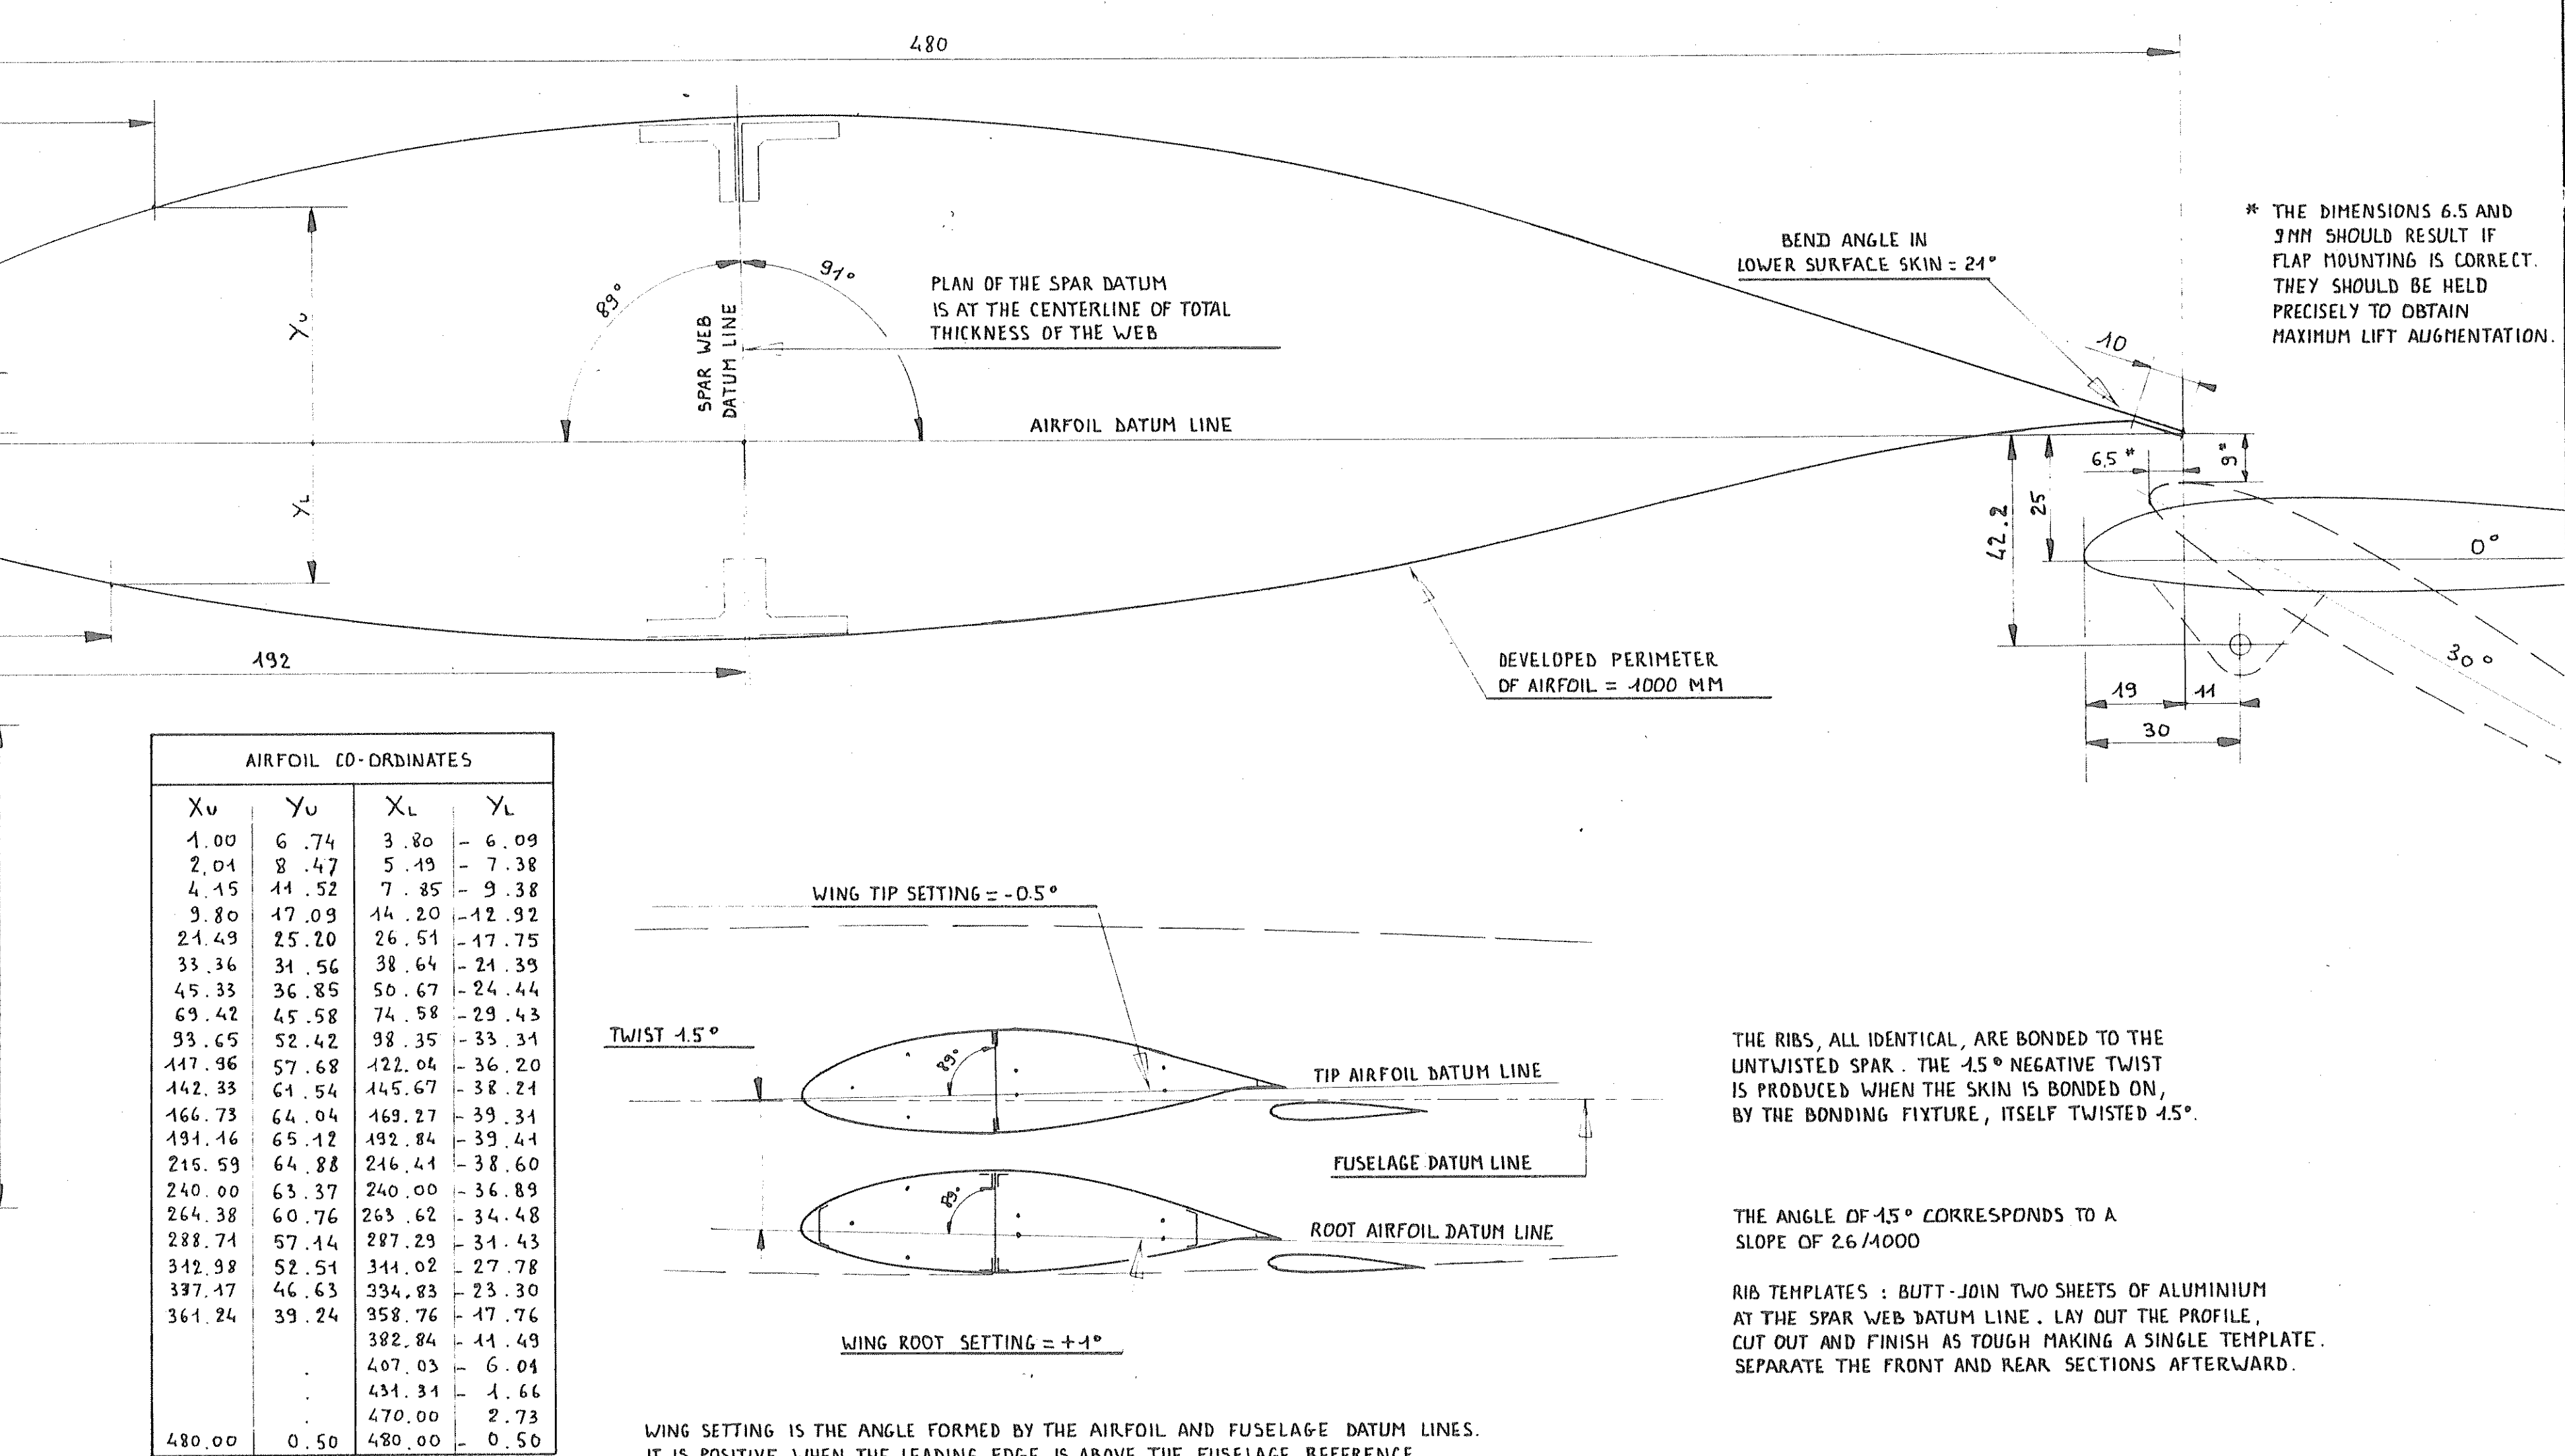 480
* THE DIMENSIONS 6.5 AND
9MM SHOULD RESULT IF
FLAP MOUNTING IS CORRECT.
THEY SHOULD BE HELD
PRECISELY TO OBTAIN
MAXIMUM LIFT AUGMENTATION.
BEND ANGLE IN
LOWER SURFACE SKIN = 21°
10
89°
91°
YU
SPAR WEB
DATUM LINE
PLAN OF THE SPAR DATUM
IS AT THE CENTERLINE OF TOTAL
THICKNESS OF THE WEB
AIRFOIL DATUM LINE
YL
6.5 *
9*
25
42.2
0°
30°
19 11
30
192
DEVELOPED PERIMETER
OF AIRFOIL = 1000 MM
AIRFOIL CO-ORDINATES
XU YU XL YL
1.00 6.74 3.80 - 6.09
2.01 8.47 5.19 - 7.38
4.15 11.52 7.85 - 9.38
9.80 17.09 14.20 -12.92
21.49 25.20 26.51 -17.75
33.36 31.56 38.64 -21.39
45.33 36.85 50.67 -24.44
69.42 45.58 74.58 -29.43
93.65 52.42 98.35 -33.31
117.96 57.68 122.04 -36.20
142.33 61.54 145.67 -38.21
166.73 64.04 169.27 -39.31
191.16 65.12 192.84 -39.41
215.59 64.88 216.41 -38.60
240.00 63.37 240.00 -36.89
264.38 60.76 263.62 -34.48
288.71 57.14 287.29 -31.43
312.98 52.51 311.02 -27.78
337.17 46.63 334.83 -23.30
361.24 39.24 358.76 -17.76
382.84 -11.49
. 407.03 - 6.01
. 431.31 - 1.66
. 470.00 2.73
480.00 0.50 480.00 - 0.50
WING TIP SETTING = -0.5°
TWIST 1.5°
89°
TIP AIRFOIL DATUM LINE
FUSELAGE DATUM LINE
89°
ROOT AIRFOIL DATUM LINE
WING ROOT SETTING = +1°
WING SETTING IS THE ANGLE FORMED BY THE AIRFOIL AND FUSELAGE DATUM LINES.
IT IS POSITIVE WHEN THE LEADING EDGE IS ABOVE THE FUSELAGE REFERENCE
THE RIBS, ALL IDENTICAL, ARE BONDED TO THE
UNTWISTED SPAR. THE 1.5° NEGATIVE TWIST
IS PRODUCED WHEN THE SKIN IS BONDED ON,
BY THE BONDING FIXTURE, ITSELF TWISTED 1.5°.
THE ANGLE OF 1.5° CORRESPONDS TO A
SLOPE OF 26/1000
RIB TEMPLATES : BUTT-JOIN TWO SHEETS OF ALUMINIUM
AT THE SPAR WEB DATUM LINE. LAY OUT THE PROFILE,
CUT OUT AND FINISH AS TOUGH MAKING A SINGLE TEMPLATE.
SEPARATE THE FRONT AND REAR SECTIONS AFTERWARD.